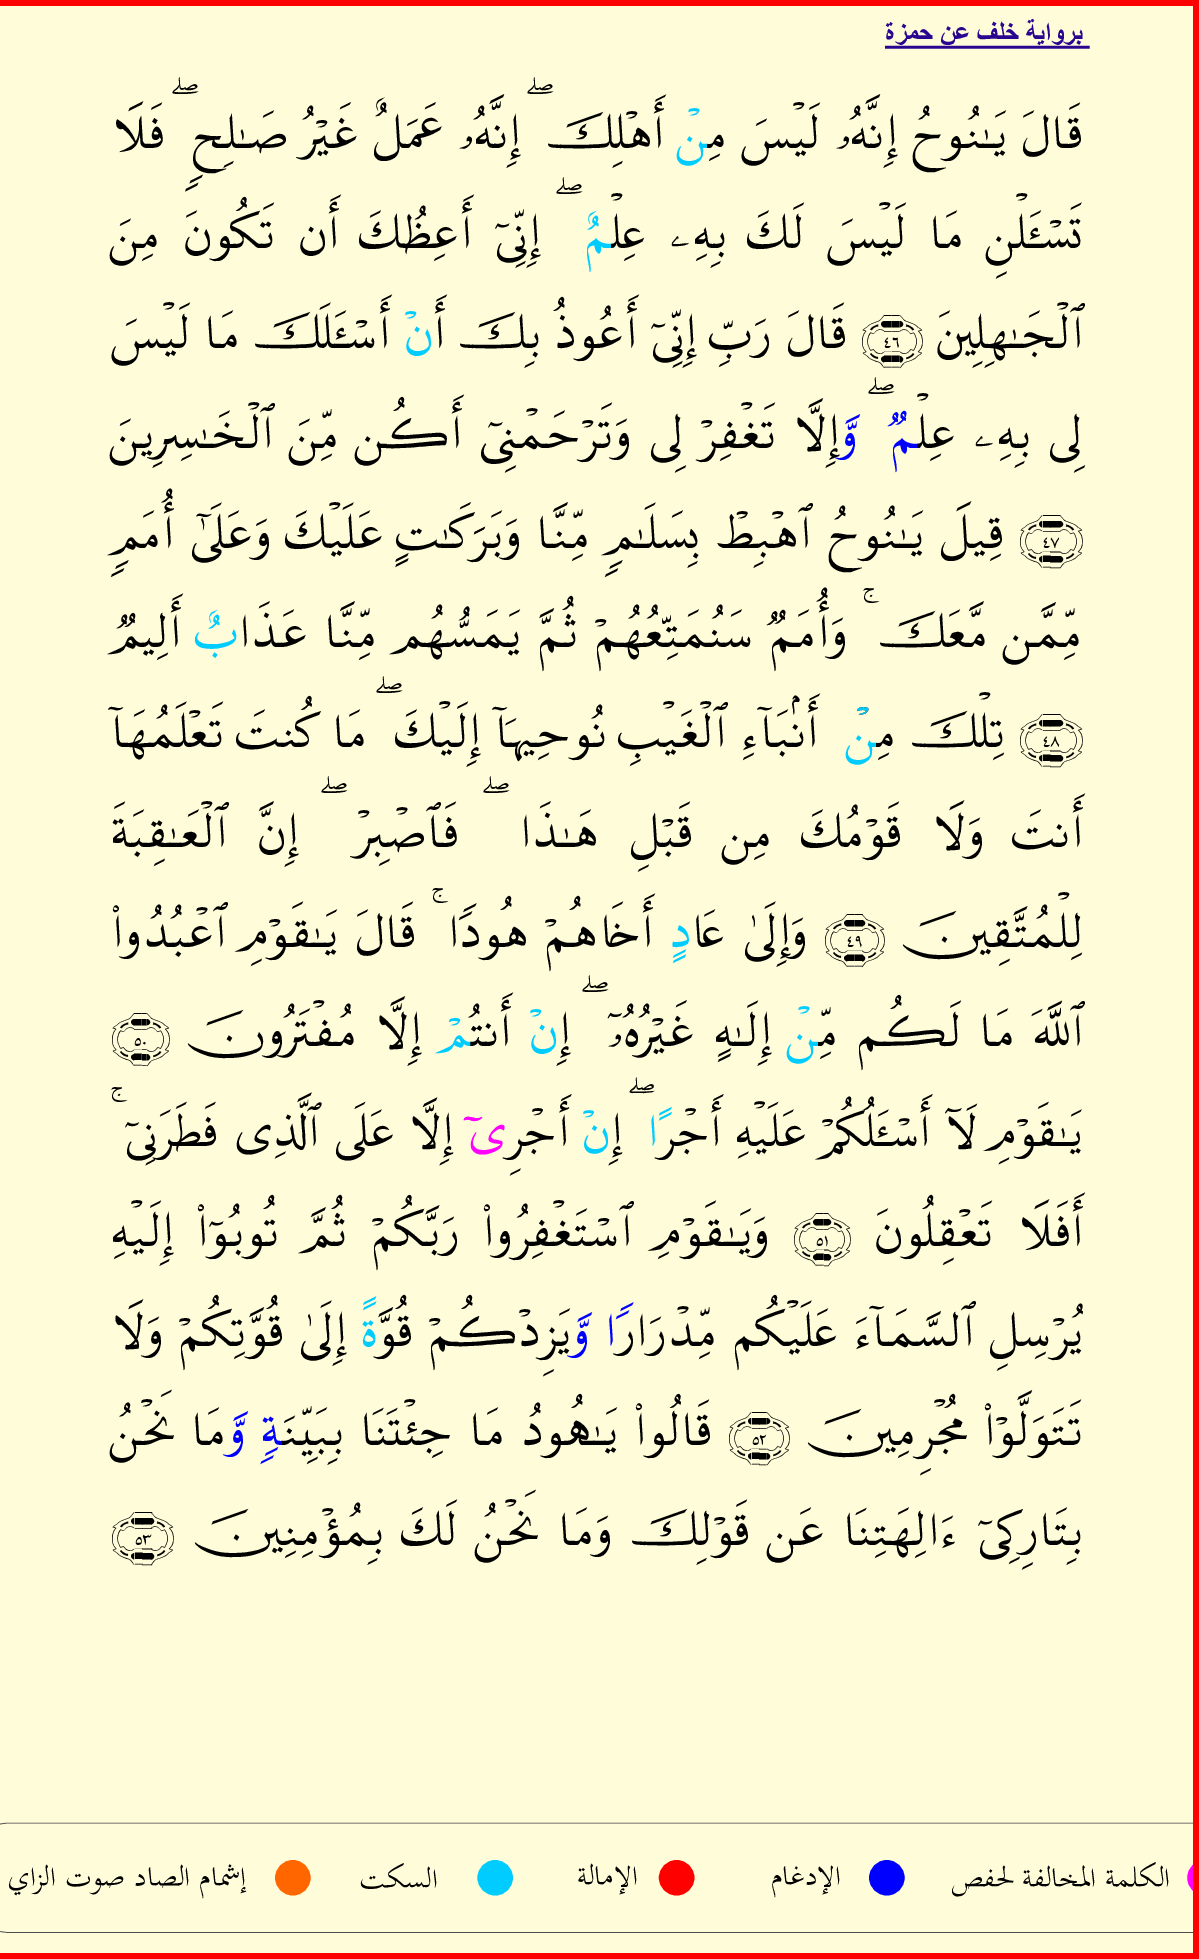 برواية خلف عن حمزة
قَالَ يَـٰنُوحُ إِنَّهُۥ لَيۡسَ مِنۡ أَهۡلِكَۖ إِنَّهُۥ عَمَلٌ غَيۡرُ صَـٰلِحٖۖ فَلَا
تَسۡـَٔلۡنِ مَا لَيۡسَ لَكَ بِهِۦ عِلۡمٌۖ إِنِّيٓ أَعِظُكَ أَن تَكُونَ مِنَ
ٱلۡجَـٰهِلِينَ ٤٦ قَالَ رَبِّ إِنِّيٓ أَعُوذُ بِكَ أَنۡ أَسۡـَٔلَكَ مَا لَيۡسَ
لِي بِهِۦ عِلۡمٞۖ وَّإِلَّا تَغۡفِرۡ لِي وَتَرۡحَمۡنِيٓ أَكُن مِّنَ ٱلۡخَـٰسِرِينَ
٤٧ قِيلَ يَـٰنُوحُ ٱهۡبِطۡ بِسَلَـٰمٖ مِّنَّا وَبَرَكَـٰتٍ عَلَيۡكَ وَعَلَىٰٓ أُمَمٖ
مِّمَّن مَّعَكَۚ وَأُمَمٞ سَنُمَتِّعُهُمۡ ثُمَّ يَمَسُّهُم مِّنَّا عَذَابٌ أَلِيمٞ
٤٨ تِلۡكَ مِنۡ أَنۢبَآءِ ٱلۡغَيۡبِ نُوحِيهَآ إِلَيۡكَۖ مَا كُنتَ تَعۡلَمُهَآ
أَنتَ وَلَا قَوۡمُكَ مِن قَبۡلِ هَـٰذَاۖ فَٱصۡبِرۡۖ إِنَّ ٱلۡعَـٰقِبَةَ
لِلۡمُتَّقِينَ ٤٩ وَإِلَىٰ عَادٍ أَخَاهُمۡ هُودٗاۚ قَالَ يَـٰقَوۡمِ ٱعۡبُدُواْ
ٱللَّهَ مَا لَكُم مِّنۡ إِلَـٰهٍ غَيۡرُهُۥٓۖ إِنۡ أَنتُمۡ إِلَّا مُفۡتَرُونَ ٥٠
يَـٰقَوۡمِ لَآ أَسۡـَٔلُكُمۡ عَلَيۡهِ أَجۡرًاۖ إِنۡ أَجۡرِيٓ إِلَّا عَلَى ٱلَّذِي فَطَرَنِيٓۚ
أَفَلَا تَعۡقِلُونَ ٥١ وَيَـٰقَوۡمِ ٱسۡتَغۡفِرُواْ رَبَّكُمۡ ثُمَّ تُوبُوٓاْ إِلَيۡهِ
يُرۡسِلِ ٱلسَّمَآءَ عَلَيۡكُم مِّدۡرَارٗا وَّيَزِدۡكُمۡ قُوَّةً إِلَىٰ قُوَّتِكُمۡ وَلَا
تَتَوَلَّوۡاْ مُجۡرِمِينَ ٥٢ قَالُواْ يَـٰهُودُ مَا جِئۡتَنَا بِبَيِّنَةٖ وَّمَا نَحۡنُ
بِتَارِكِيٓ ءَالِهَتِنَا عَن قَوۡلِكَ وَمَا نَحۡنُ لَكَ بِمُؤۡمِنِينَ ٥٣
الكلمة المخالفة لحفص الإدغام الإمالة السكت إشمام الصاد صوت الزاي